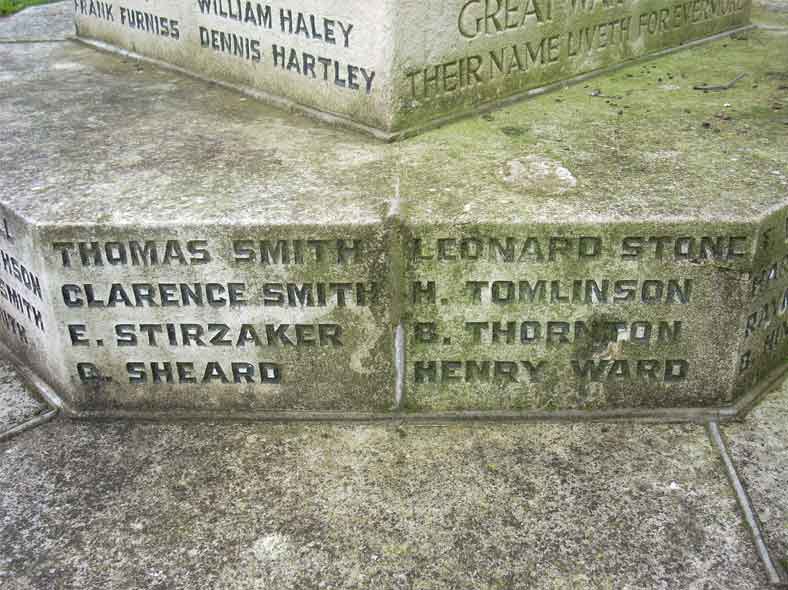 FRANK FURNISS
WILLIAM HALEY
DENNIS HARTLEY
GREAT
THEIR NAME LIVETH FOR EVERMORE
THOMAS SMITH
CLARENCE SMITH
E. STIRZAKER
G. SHEARD
LEONARD STONE
H. TOMLINSON
B. THORNTON
HENRY WARD